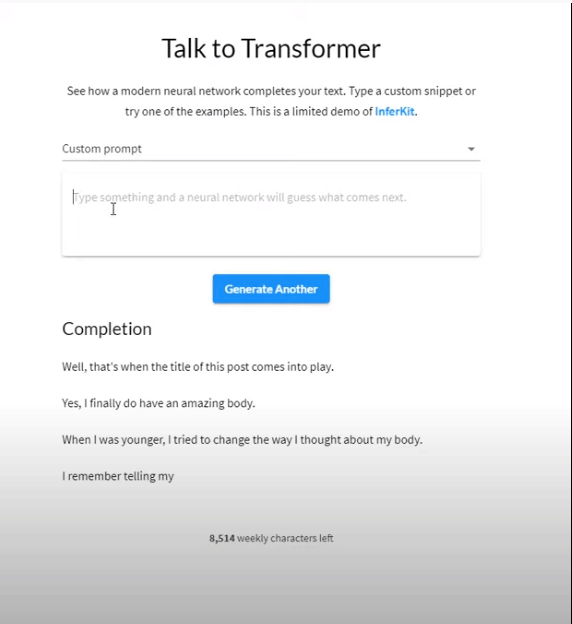 Talk to Transformer
See how a modern neural network completes your text. Type a custom snippet or
try one of the examples. This is a limited demo of InferKit.
Custom prompt
Type something and a neural network will guess what comes next.
Generate Another
Completion
Well, that's when the title of this post comes into play.
Yes, I finally do have an amazing body.
When I was younger, I tried to change the way I thought about my body.
I remember telling my
8,514 weekly characters left